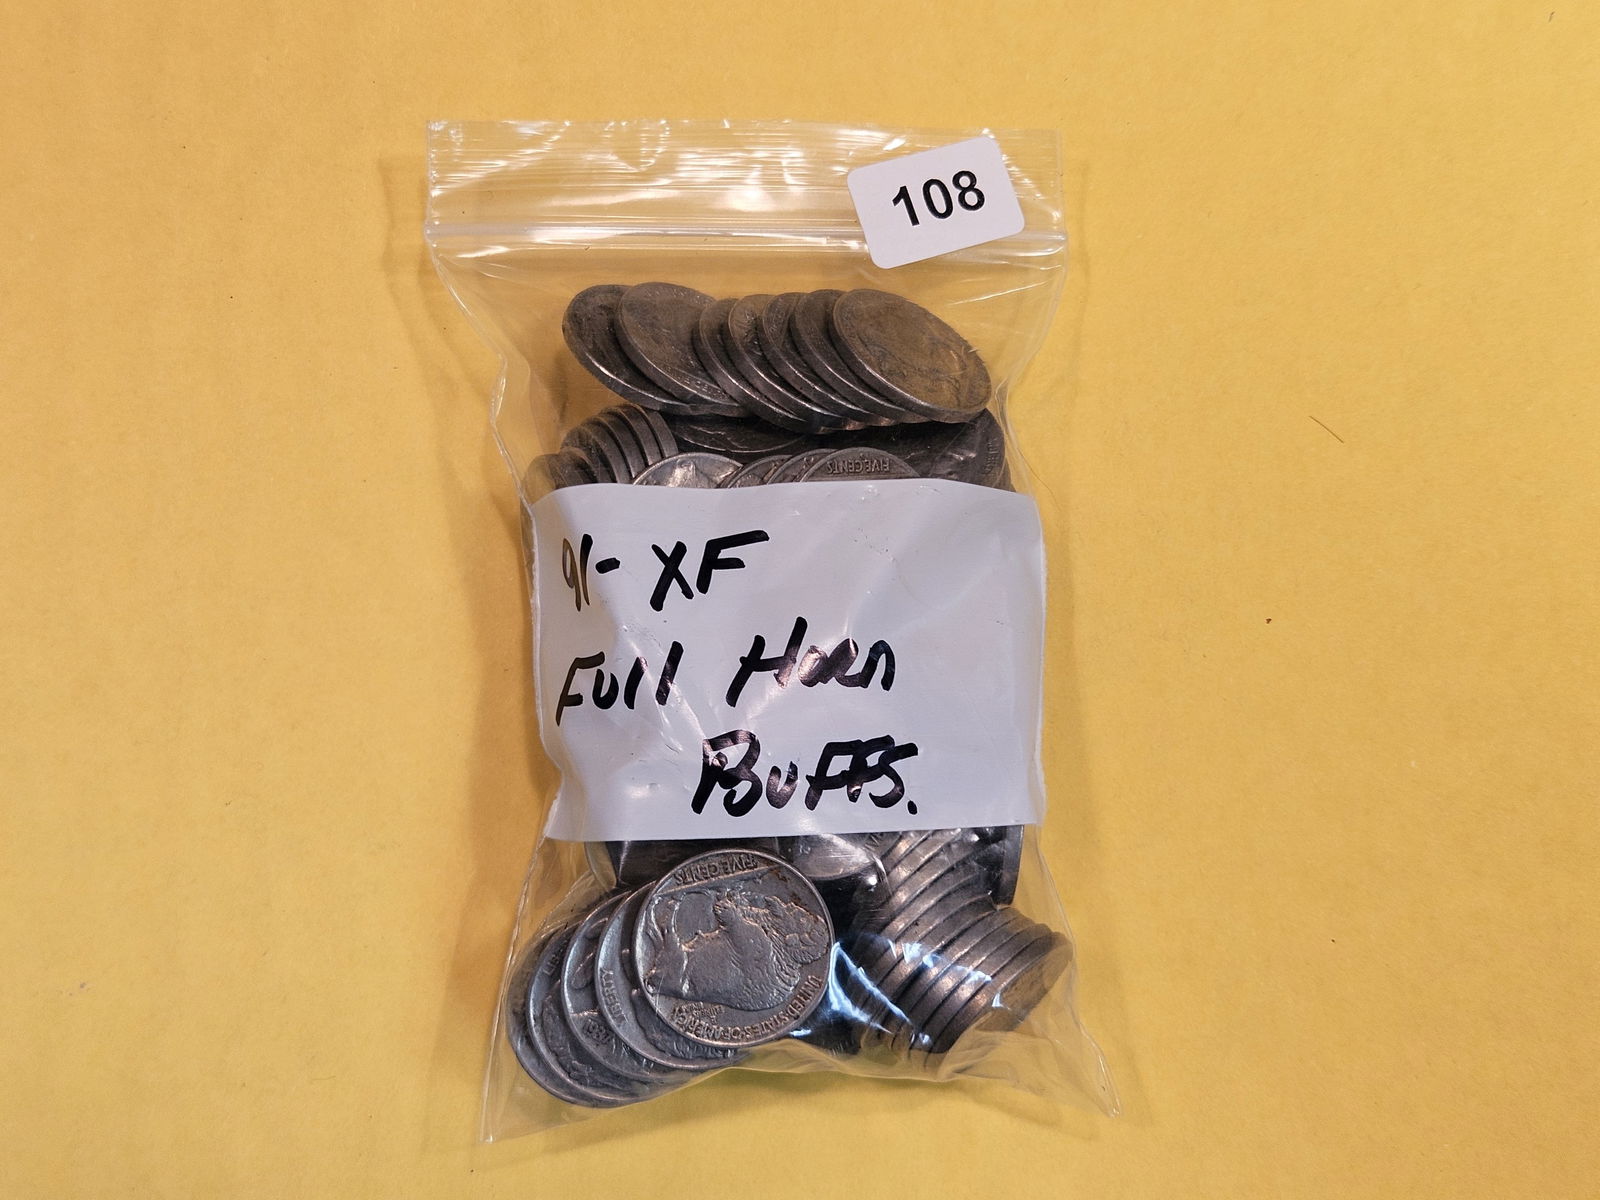 108
FIVE CENTS
91- XF
Full Horn
Buffs.
FIVE CENTS
LIBERTY
UNITED STATES OF AMERICA